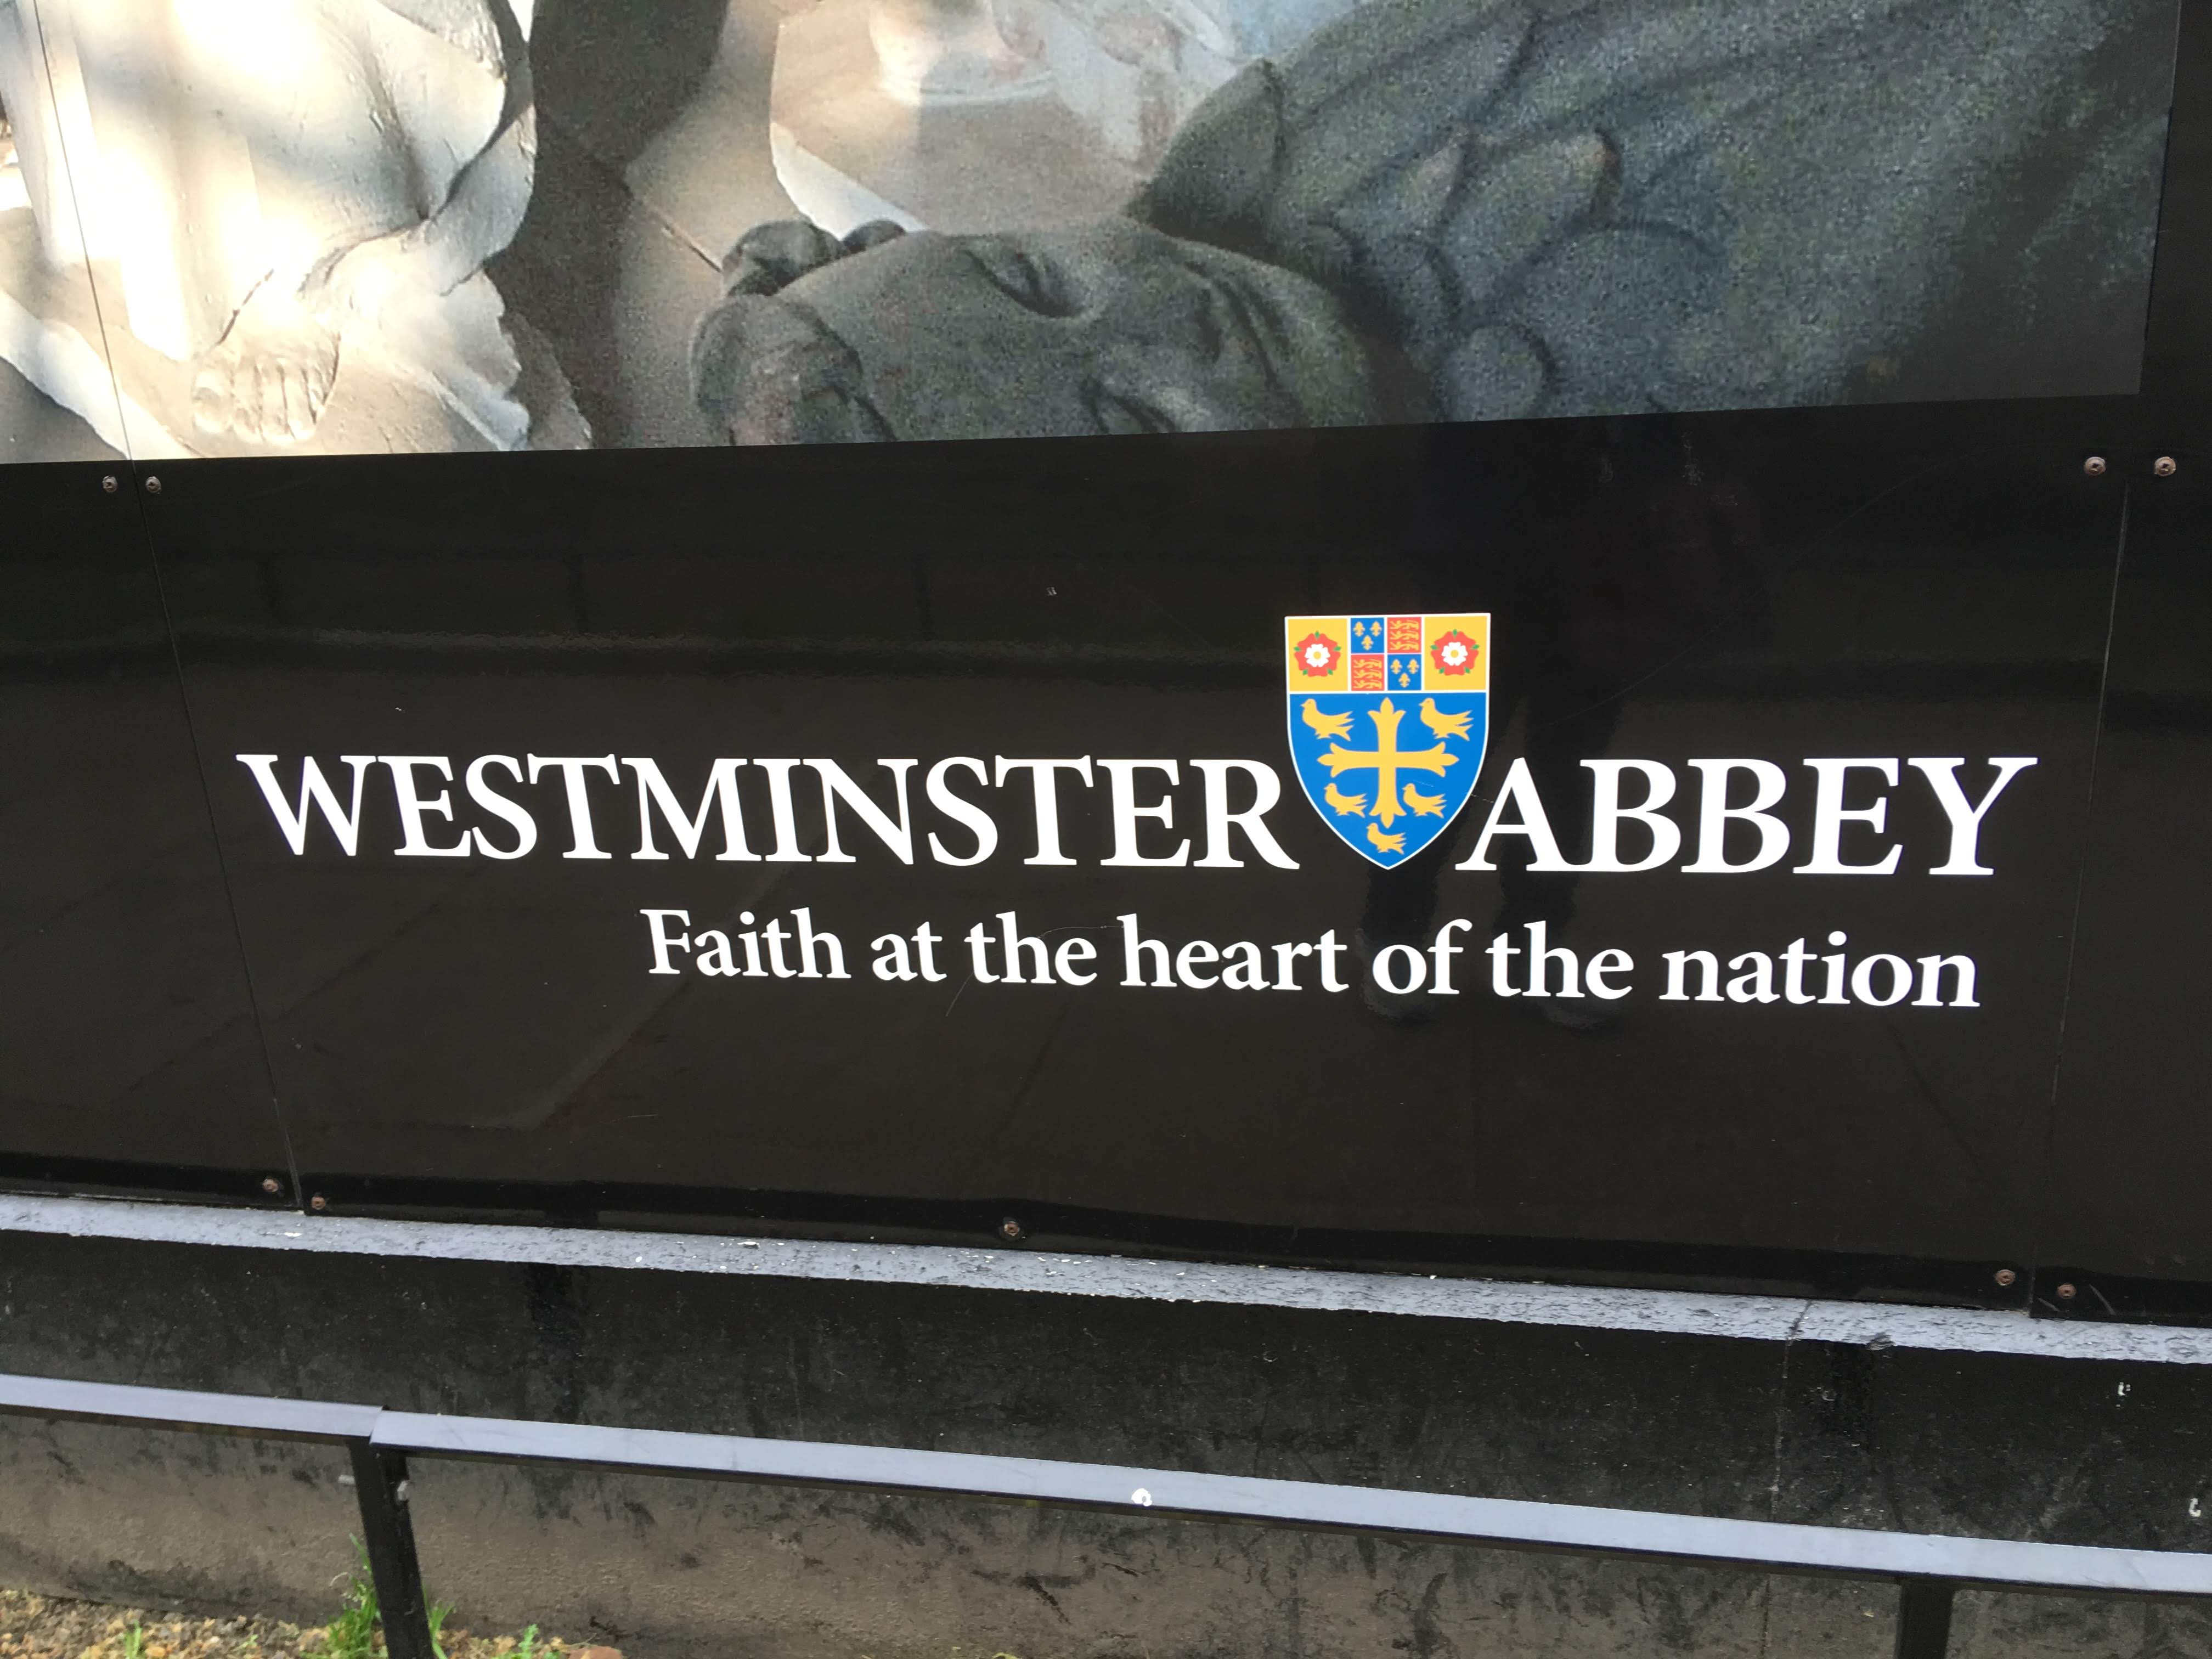 WESTMINSTER ABBEY
Faith at the heart of the nation